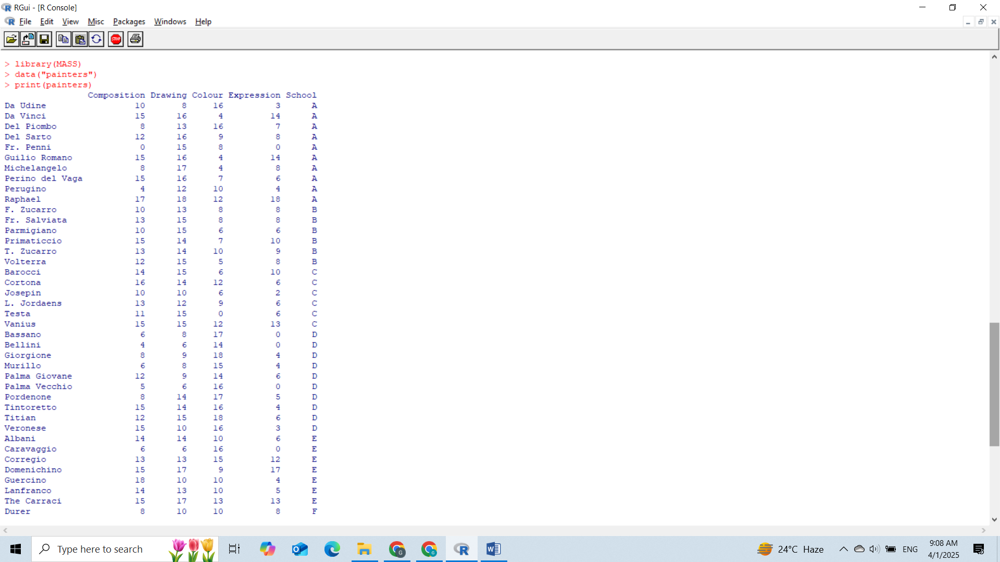 RGui - [R Console]
File Edit View Misc Packages Windows Help
STOP
> library(MASS)
> data("painters")
> print(painters)
                Composition Drawing Colour Expression School
Da Udine                 10       8     16          3      A
Da Vinci                 15      16      4         14      A
Del Piombo                8      13     16          7      A
Del Sarto                12      16      9          8      A
Fr. Penni                 0      15      8          0      A
Guilio Romano            15      16      4         14      A
Michelangelo              8      17      4          8      A
Perino del Vaga          15      16      7          6      A
Perugino                  4      12     10          4      A
Raphael                  17      18     12         18      A
F. Zucarro               10      13      8          8      B
Fr. Salviata             13      15      8          8      B
Parmigiano               10      15      6          6      B
Primaticcio              15      14      7         10      B
T. Zucarro               13      14     10          9      B
Volterra                 12      15      5          8      B
Barocci                  14      15      6         10      C
Cortona                  16      14     12          6      C
Josepin                  10      10      6          2      C
L. Jordaens              13      12      9          6      C
Testa                    11      15      0          6      C
Vanius                   15      15     12         13      C
Bassano                   6       8     17          0      D
Bellini                   4       6     14          0      D
Giorgione                 8       9     18          4      D
Murillo                   6       8     15          4      D
Palma Giovane            12       9     14          6      D
Palma Vecchio             5       6     16          0      D
Pordenone                 8      14     17          5      D
Tintoretto               15      14     16          4      D
Titian                   12      15     18          6      D
Veronese                 15      10     16          3      D
Albani                   14      14     10          6      E
Caravaggio                6       6     16          0      E
Corregio                 13      13     15         12      E
Domenichino              15      17      9         17      E
Guercino                 18      10     10          4      E
Lanfranco                14      13     10          5      E
The Carraci              15      17     13         13      E
Durer                     8      10     10          8      F
Type here to search
24°C Haze
ENG
9:08 AM
4/1/2025